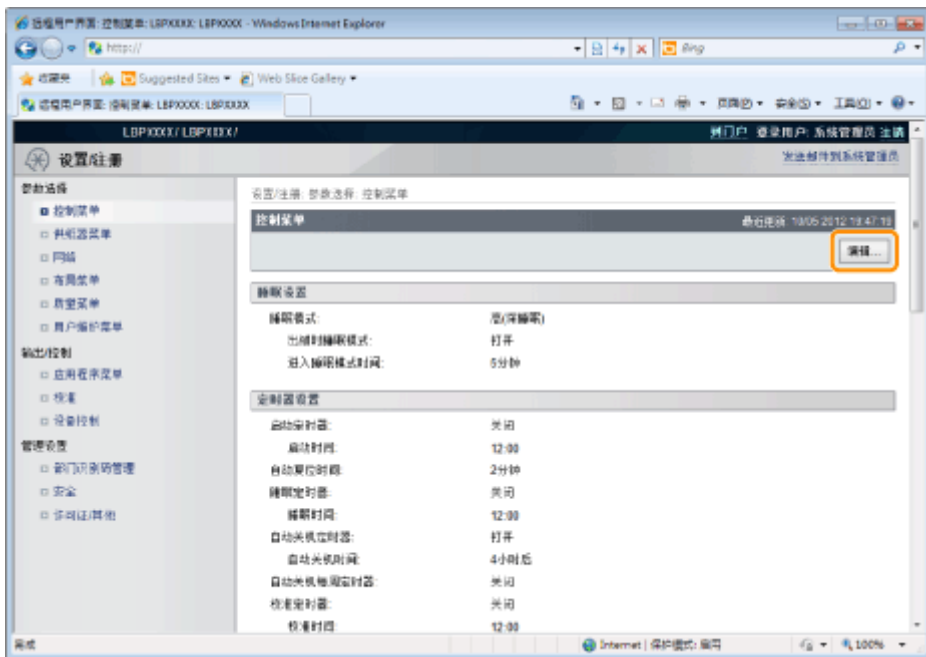 远程用户界面: 控制菜单: LBPXXXX: LBPXXXX - Windows Internet Explorer
http://
Bing
收藏夹 Suggested Sites Web Slice Gallery
远程用户界面: 控制菜单: LBPXXXX: LBPXXXX
页面(P) 安全(S) 工具(O)
LBPXXXX / LBPXXXX /
到门户 登录用户: 系统管理员 注销
设置/注册
发送邮件到系统管理员
参数选择
控制菜单
供纸器菜单
网络
布局菜单
质量菜单
用户维护菜单
输出/控制
应用程序菜单
校准
设备控制
管理设置
部门识别码管理
安全
许可证/其他
设置/注册: 参数选择: 控制菜单
控制菜单
最近更新 2012 19:47:19
编辑...
睡眠设置
睡眠模式: 高(深睡眠)
出错时睡眠模式: 打开
进入睡眠模式时间: 5分钟
定时器设置
启动定时器: 关闭
启动时间: 12:00
自动复位时间: 2分钟
睡眠定时器: 关闭
睡眠时间: 12:00
自动关机定时器: 打开
自动关机时间: 4小时后
自动关机每周定时器: 关闭
校准定时器: 关闭
校准时间: 12:00
完成
Internet | 保护模式: 启用
100%